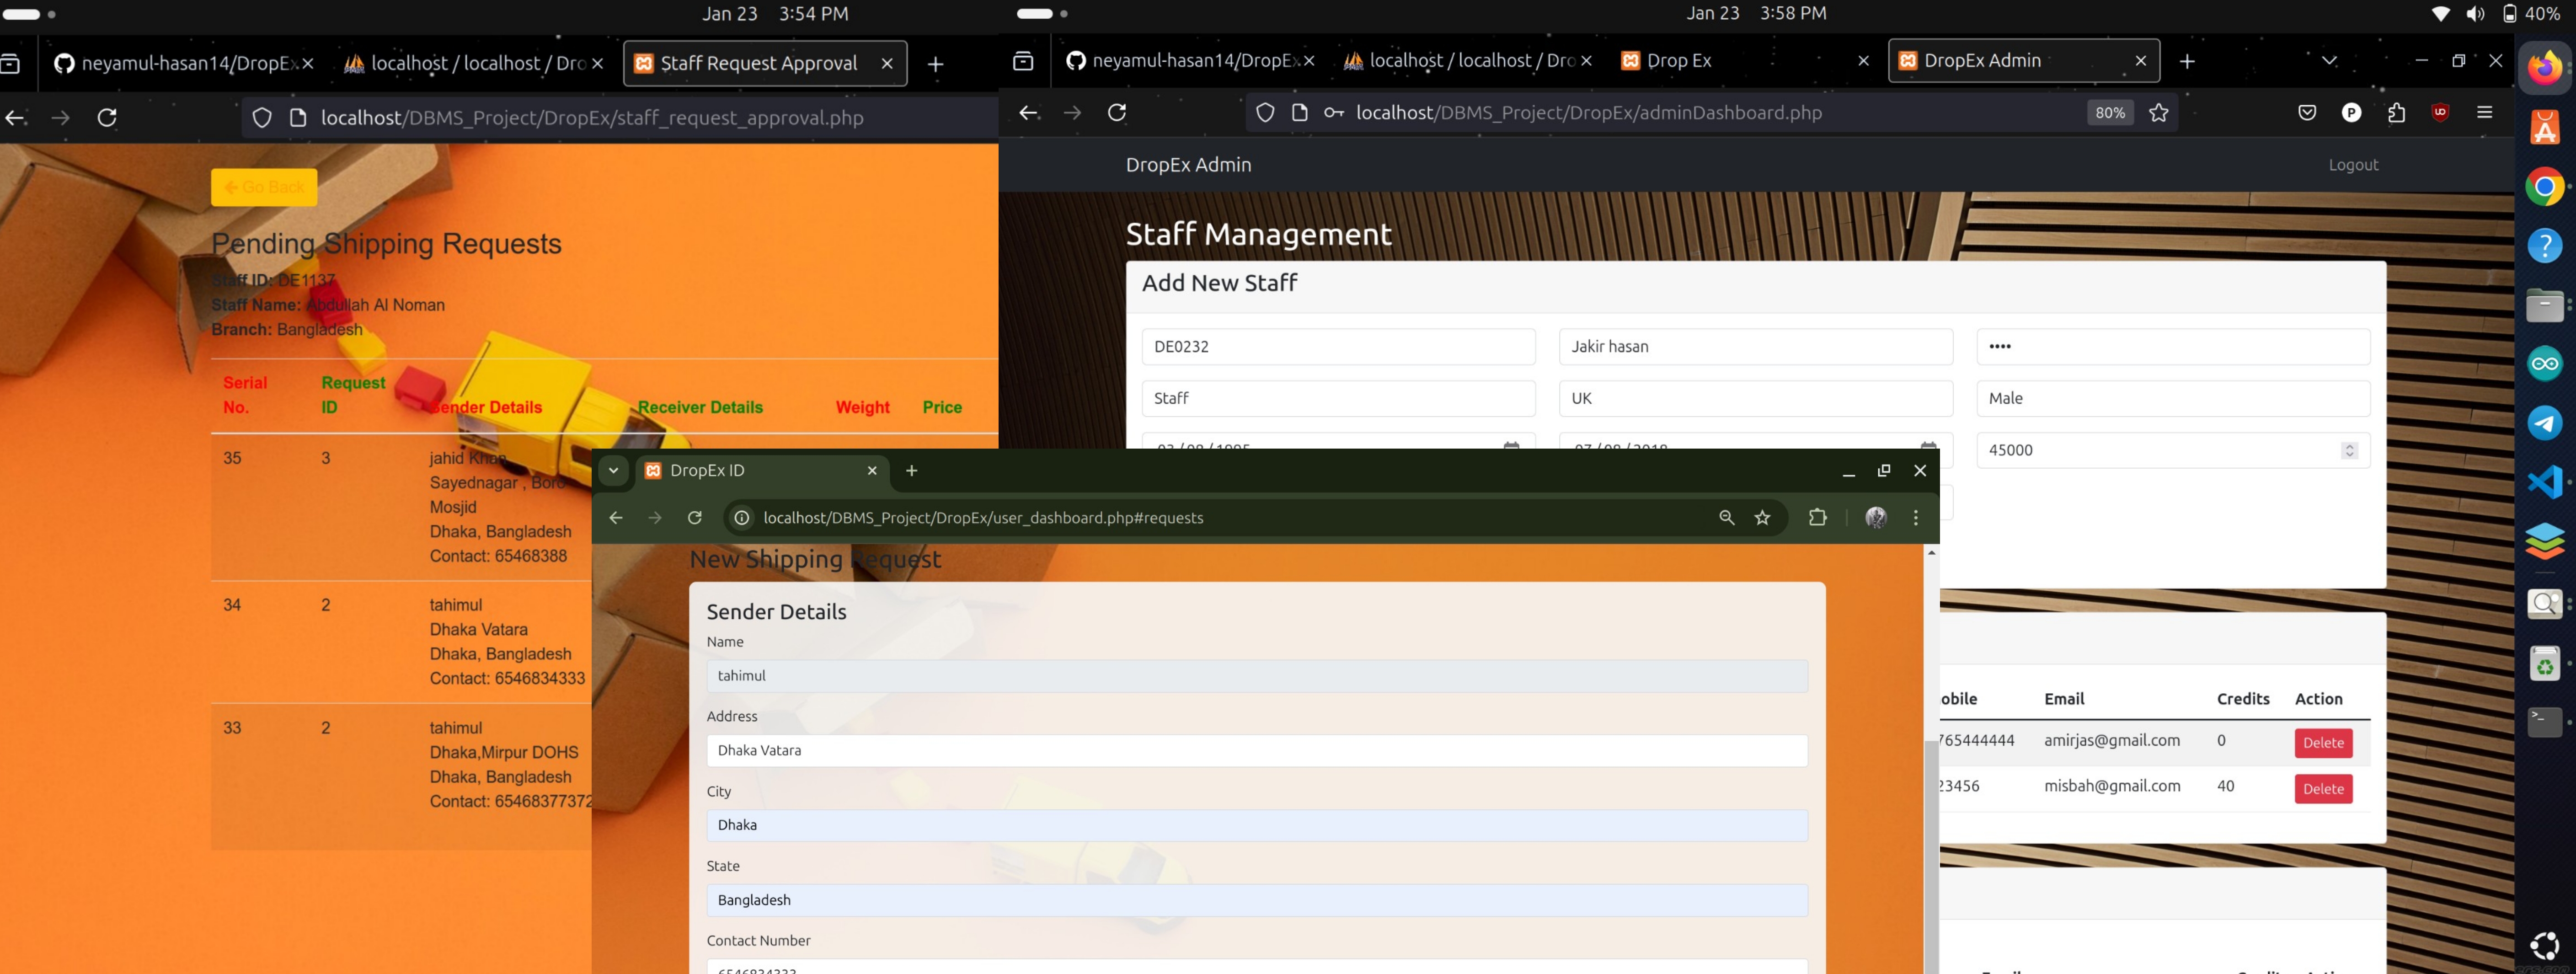 Jan 23 3:54 PM
neyamul-hasan14/DropEx
localhost / localhost / Dro
Staff Request Approval
localhost/DBMS_Project/DropEx/staff_request_approval.php
Go Back
Pending Shipping Requests
Staff ID: DE1137
Staff Name: Abdullah Al Noman
Branch: Bangladesh
Serial No.
Request ID
Sender Details
Receiver Details
Weight
Price
35 3 jahid Khan
Sayednagar , Boro
Mosjid
Dhaka, Bangladesh
Contact: 65468388
34 2 tahimul
Dhaka Vatara
Dhaka, Bangladesh
Contact: 6546834333
33 2 tahimul
Dhaka,Mirpur DOHS
Dhaka, Bangladesh
Contact: 65468377372
Jan 23 3:58 PM
40%
neyamul-hasan14/DropEx
localhost / localhost / Dro
Drop Ex
DropEx Admin
localhost/DBMS_Project/DropEx/adminDashboard.php
80%
DropEx Admin
Logout
Staff Management
Add New Staff
DE0232
Jakir hasan
••••
Staff
UK
Male
45000
obile Email Credits Action
765444444 amirjas@gmail.com 0 Delete
23456 misbah@gmail.com 40 Delete
DropEx ID
localhost/DBMS_Project/DropEx/user_dashboard.php#requests
New Shipping Request
Sender Details
Name
tahimul
Address
Dhaka Vatara
City
Dhaka
State
Bangladesh
Contact Number
6546834333